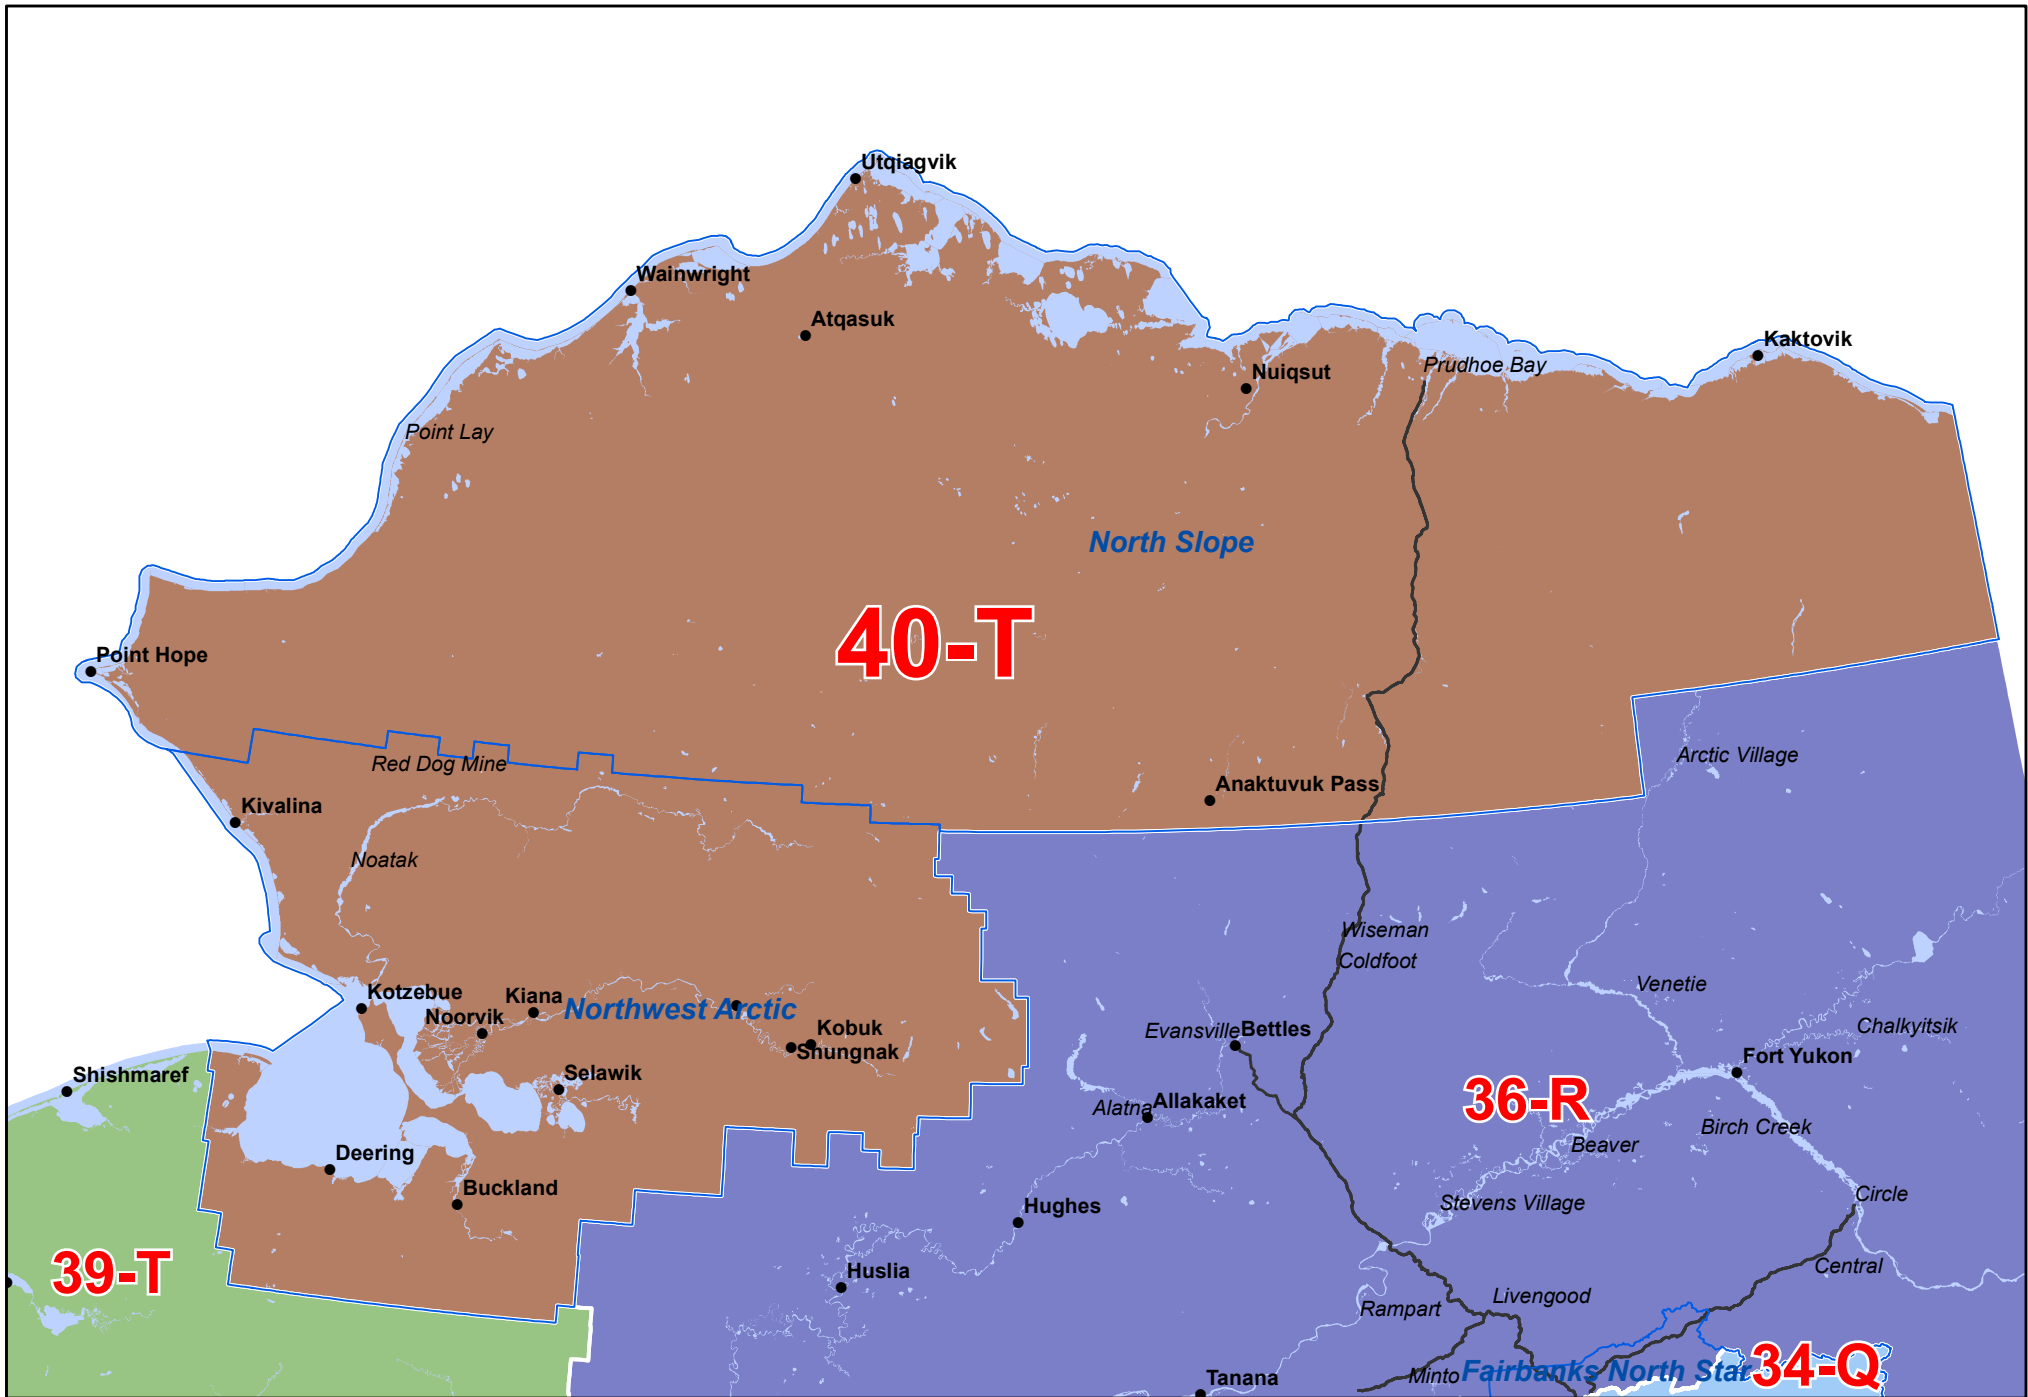 Utqiagvik
Wainwright
Atqasuk
Kaktovik
Prudhoe Bay
Nuiqsut
Point Lay
North Slope
40-T
Point Hope
Arctic Village
Red Dog Mine
Anaktuvuk Pass
Kivalina
Noatak
Wiseman
Coldfoot
Venetie
Kotzebue
Kiana
Northwest Arctic
Noorvik
Kobuk
Shungnak
Evansville
Bettles
Chalkyitsik
Fort Yukon
Shishmaref
Selawik
36-R
Alatna
Allakaket
Birch Creek
Beaver
Deering
Buckland
Stevens Village
Circle
Hughes
39-T
Huslia
Central
Rampart
Livengood
Tanana
Minto
Fairbanks North Star
34-Q